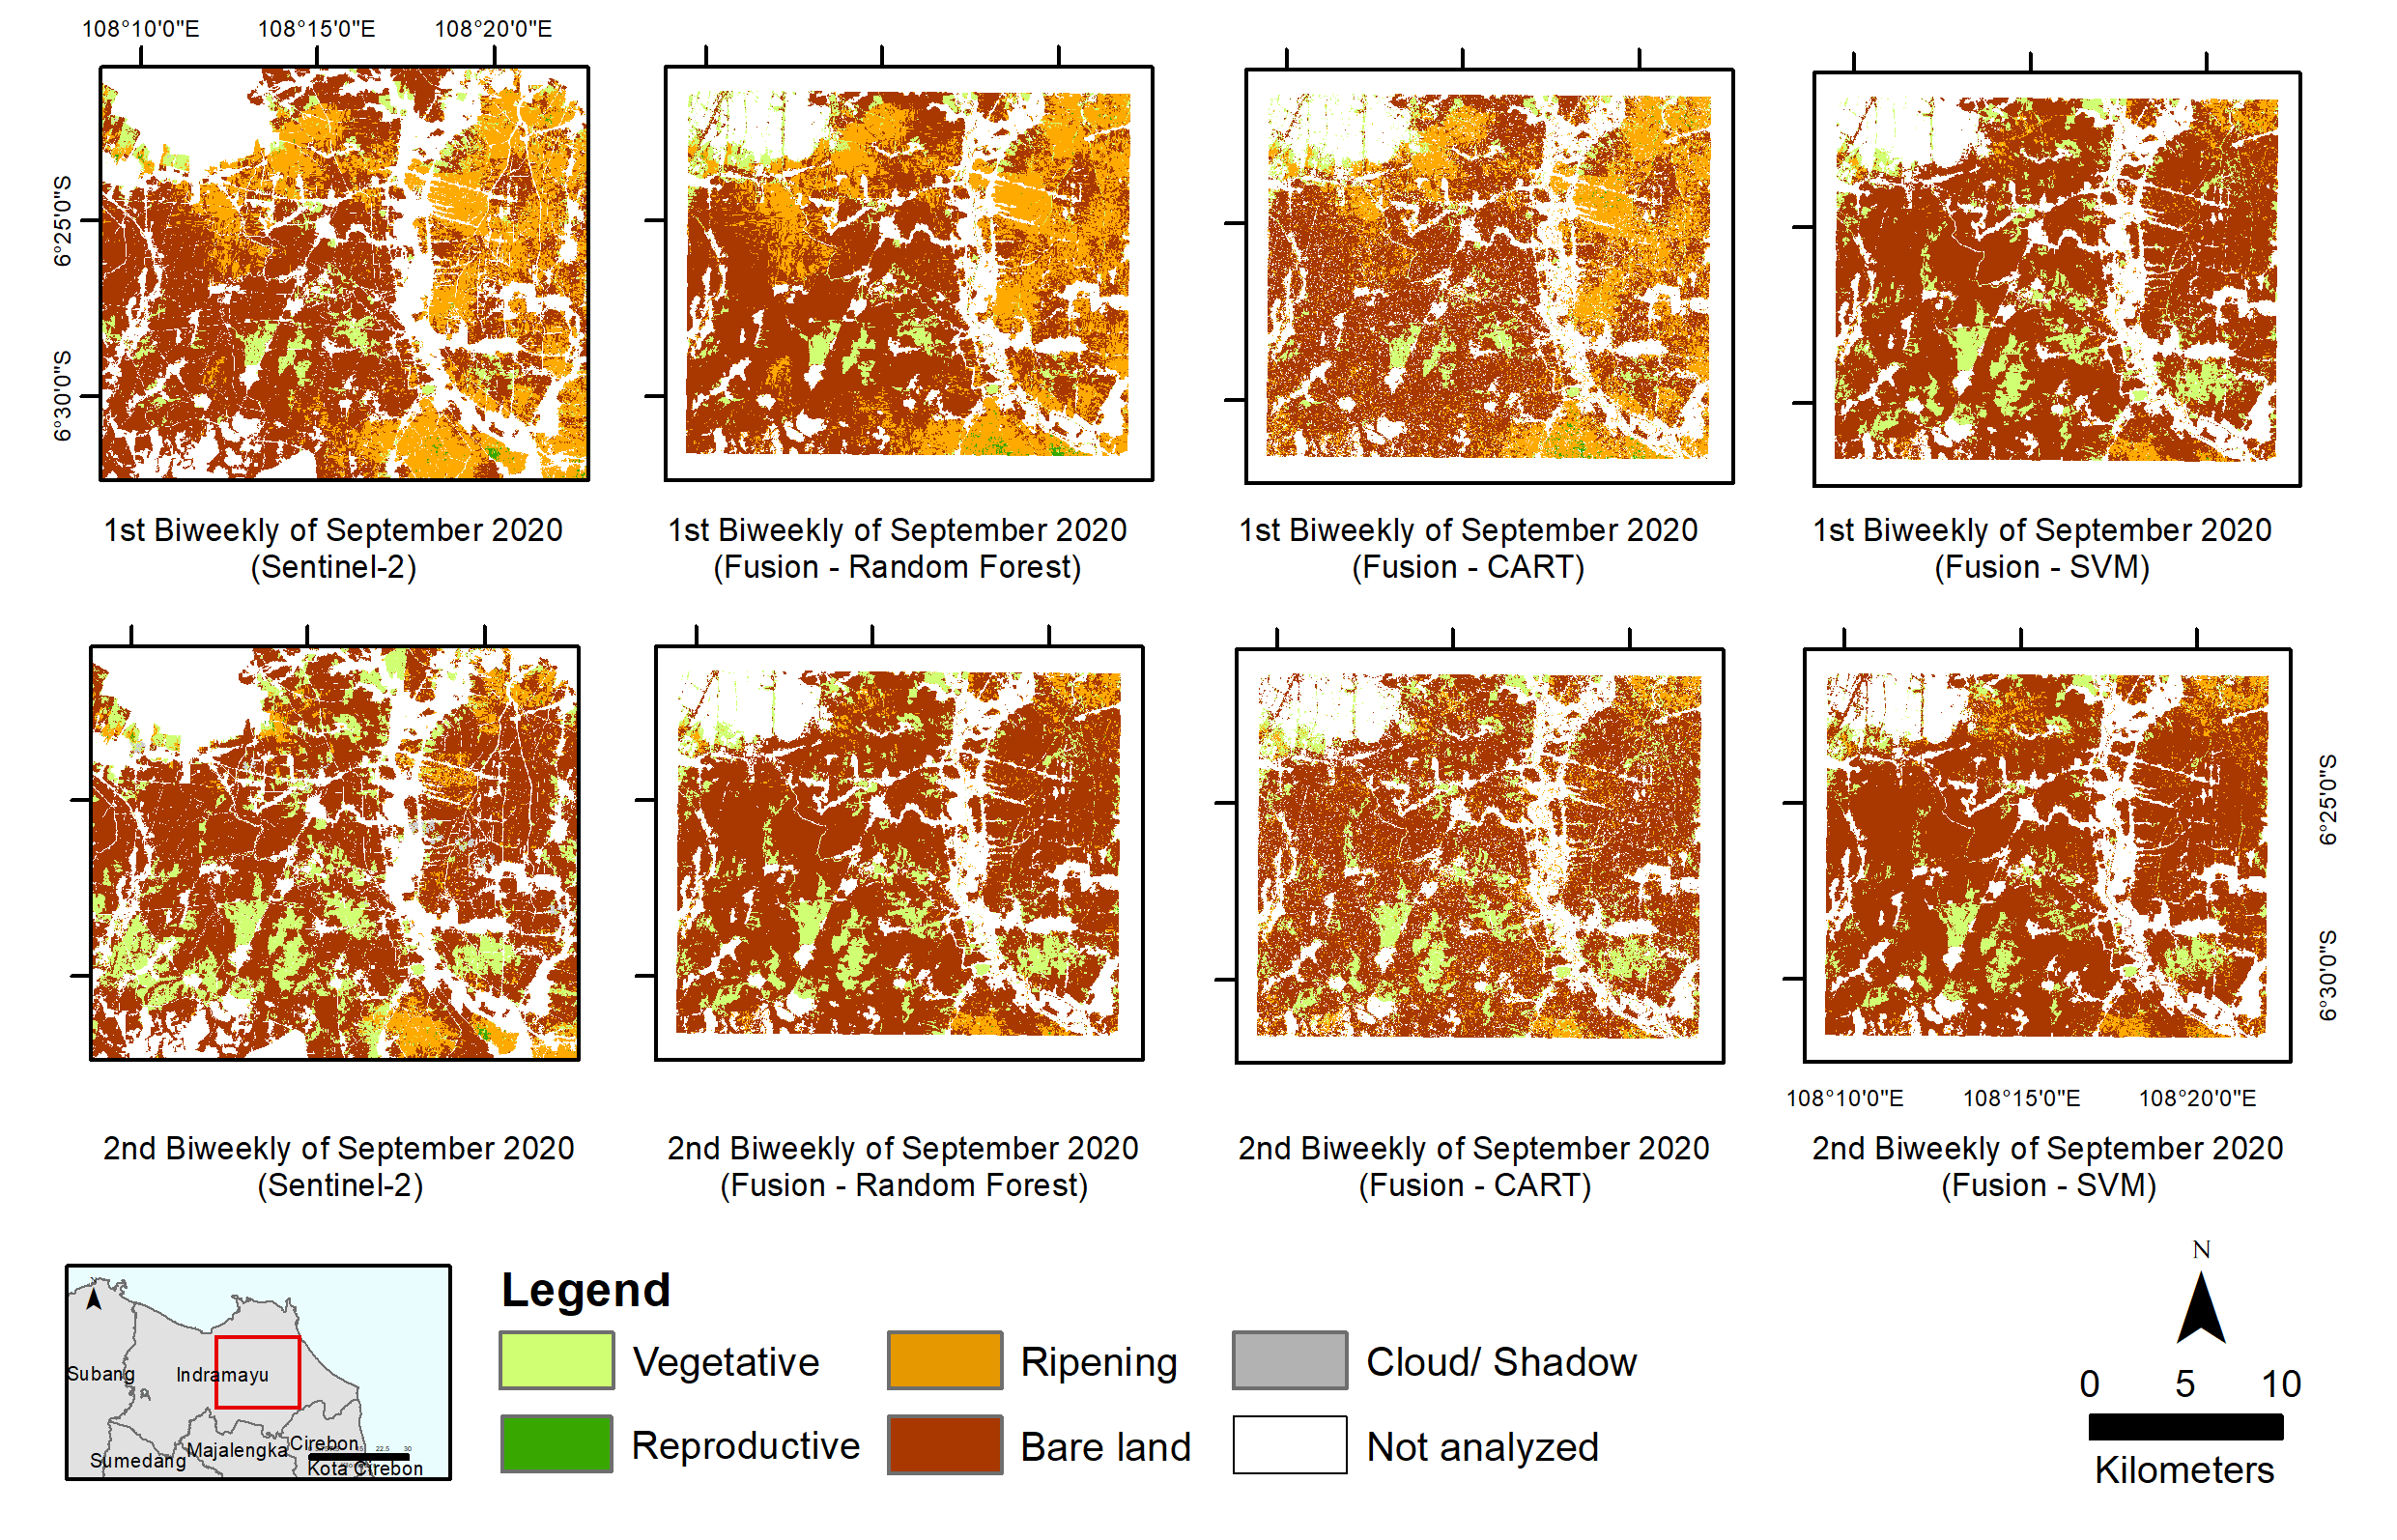 108°10'0"E 108°15'0"E 108°20'0"E
6°25'0"S
6°30'0"S
1st Biweekly of September 2020
(Sentinel-2)
1st Biweekly of September 2020
(Fusion - Random Forest)
1st Biweekly of September 2020
(Fusion - CART)
1st Biweekly of September 2020
(Fusion - SVM)
6°25'0"S
6°30'0"S
108°10'0"E 108°15'0"E 108°20'0"E
2nd Biweekly of September 2020
(Sentinel-2)
2nd Biweekly of September 2020
(Fusion - Random Forest)
2nd Biweekly of September 2020
(Fusion - CART)
2nd Biweekly of September 2020
(Fusion - SVM)
Subang
Indramayu
Sumedang
Majalengka
Cirebon
22.5 30
Kota Cirebon
Legend
Vegetative
Ripening
Cloud/ Shadow
Reproductive
Bare land
Not analyzed
N
0 5 10
Kilometers